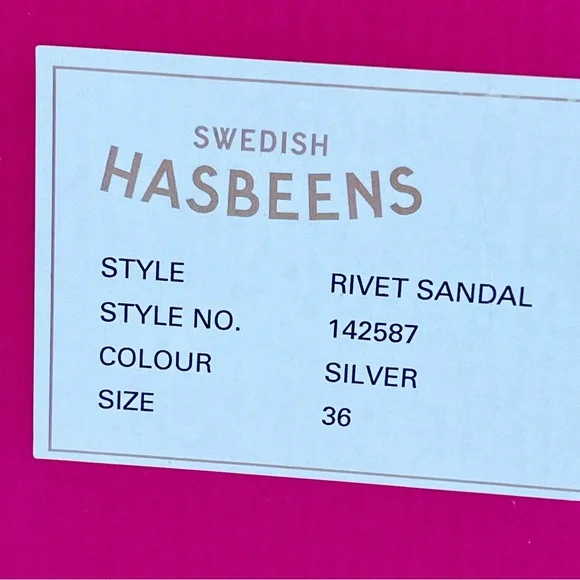 SWEDISH
HASBEENS
STYLE RIVET SANDAL
STYLE NO. 142587
COLOUR SILVER
SIZE 36